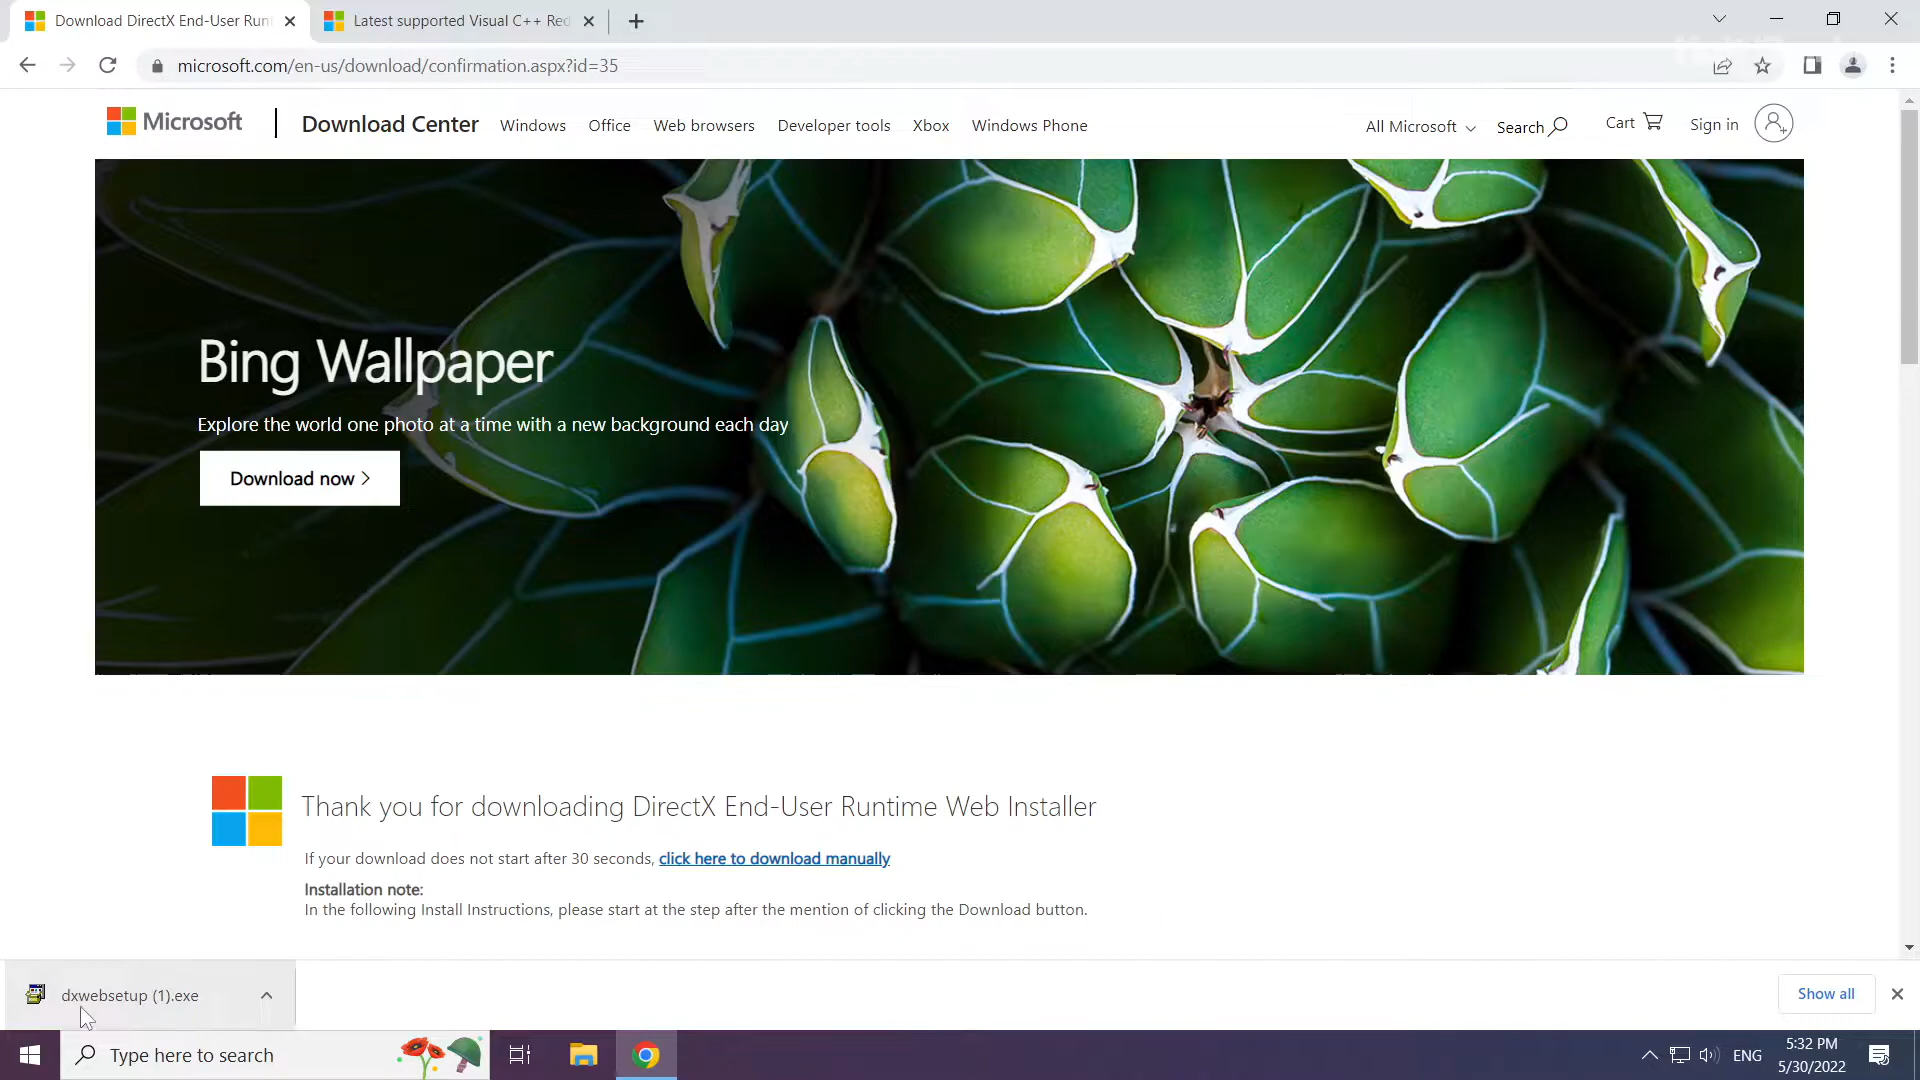 Download DirectX End-User Runt
Latest supported Visual C++ Red
microsoft.com/en-us/download/confirmation.aspx?id=35
Microsoft
Download Center
Windows
Office
Web browsers
Developer tools
Xbox
Windows Phone
All Microsoft
Search
Cart
Sign in
Bing Wallpaper
Explore the world one photo at a time with a new background each day
Download now >
Thank you for downloading DirectX End-User Runtime Web Installer
If your download does not start after 30 seconds, click here to download manually
Installation note:
In the following Install Instructions, please start at the step after the mention of clicking the Download button.
dxwebsetup (1).exe
Show all
Type here to search
ENG
5:32 PM
5/30/2022